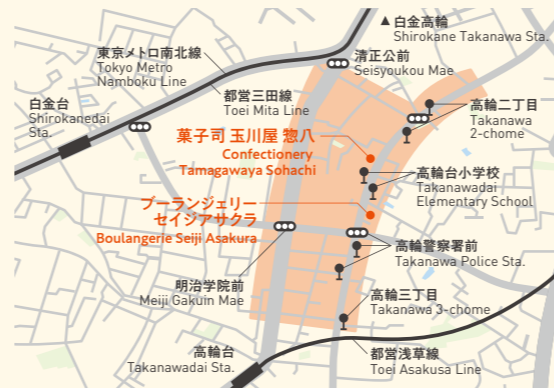 ▲白金高輪
Shirokane Takanawa Sta.
東京メトロ南北線
Tokyo Metro
Namboku Line
清正公前
Seisyoukou Mae
都営三田線
Toei Mita Line
白金台
Shirokanedai
Sta.
高輪二丁目
Takanawa
2-chome
菓子司 玉川屋 惣八
Confectionery
Tamagawaya Sohachi
高輪台小学校
Takanawadai
Elementary School
ブーランジェリー
セイジアサクラ
Boulangerie Seiji Asakura
高輪警察署前
Takanawa Police Sta.
明治学院前
Meiji Gakuin Mae
高輪三丁目
Takanawa 3-chome
高輪台
Takanawadai Sta.
都営浅草線
Toei Asakusa Line